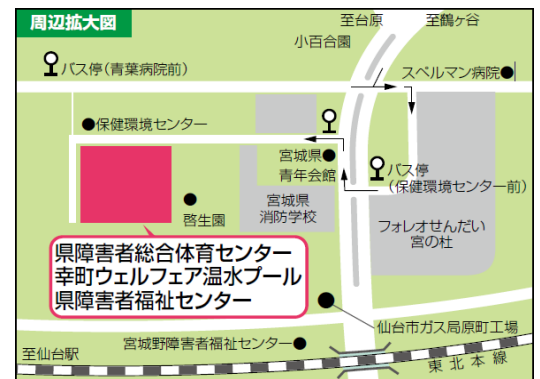 周辺拡大図
至台原
至鶴ヶ谷
小百合園
バス停(青葉病院前)
スペルマン病院●
●保健環境センター
宮城県●
青年会館
バス停
(保健環境センター前)
啓生園
宮城県
消防学校
フォレオせんだい
宮の杜
県障害者総合体育センター
幸町ウェルフェア温水プール
県障害者福祉センター
仙台市ガス局原町工場
宮城野障害者福祉センター●
至仙台駅
東北本線